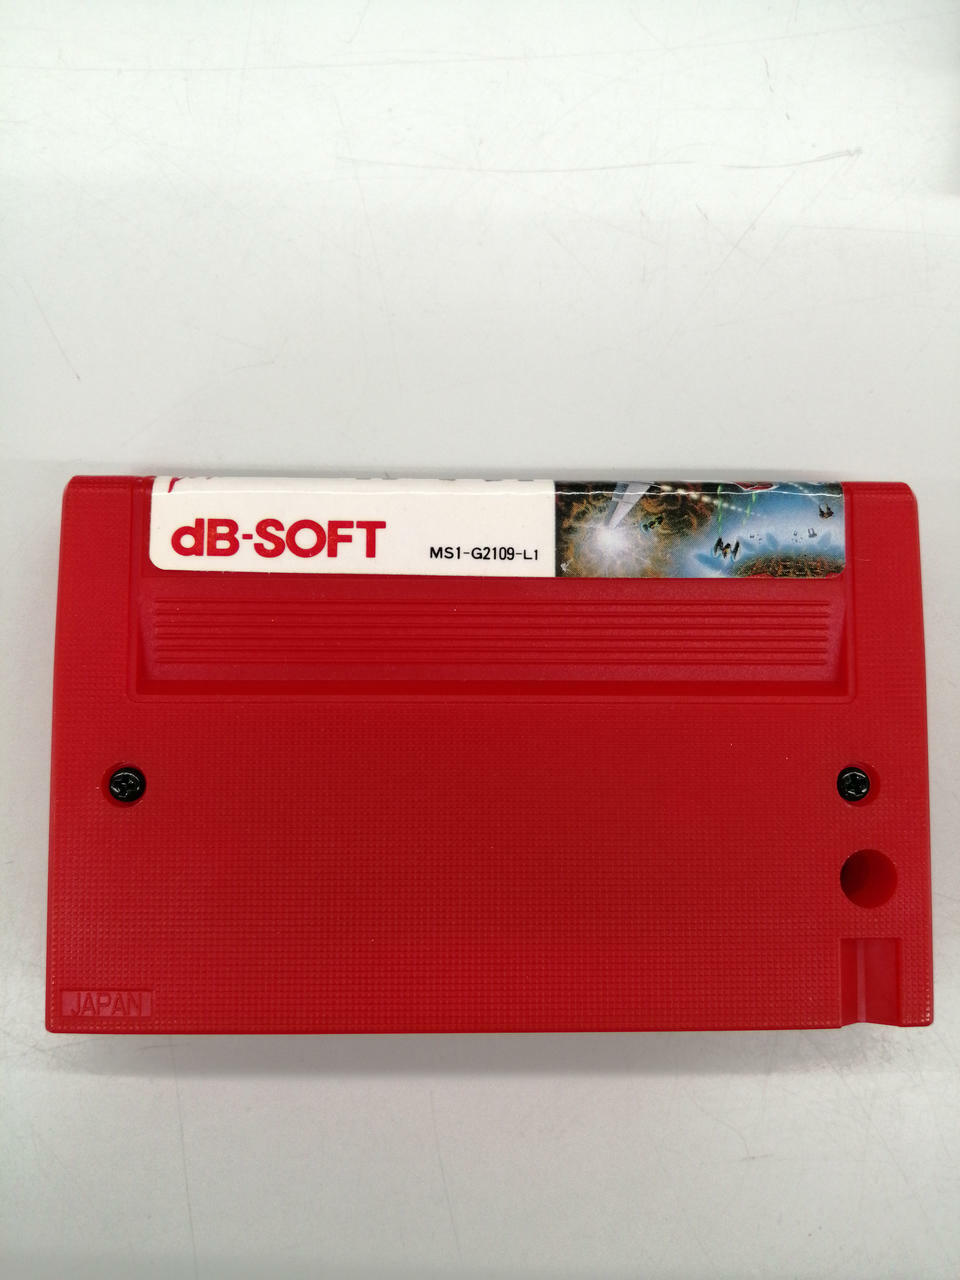 dB-SOFT
MS1-G2109-L1
JAPAN